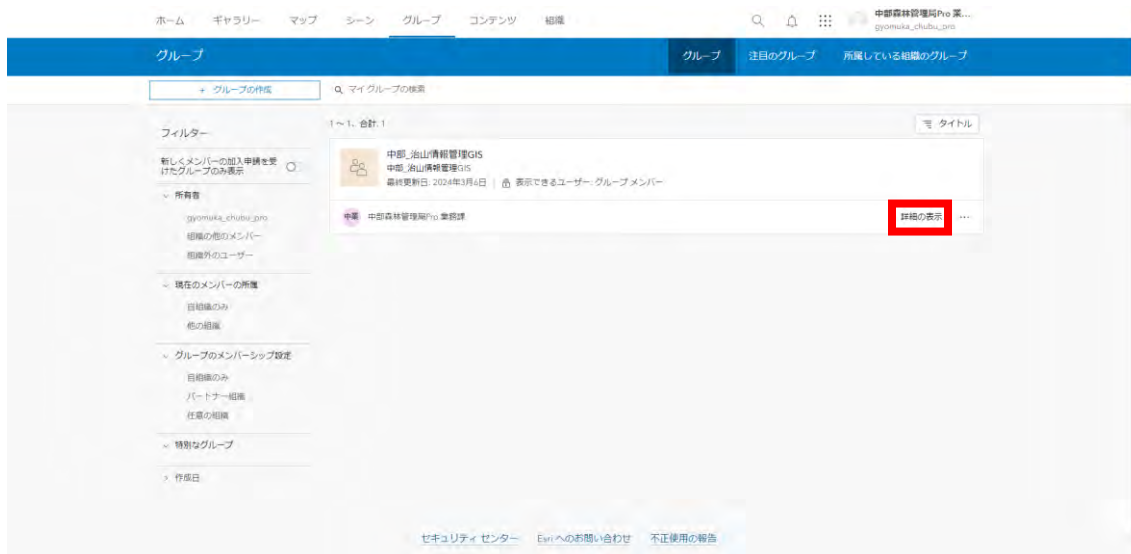 ホーム ギャラリー マップ シーン グループ コンテンツ 組織
中部森林管理局Pro 業...
gyomuka_chubu_pro
グループ
グループ 注目のグループ 所属している組織のグループ
+ グループの作成
マイ グループの検索
フィルター
1～1、合計: 1
タイトル
新しくメンバーの加入申請を受
けたグループのみ表示
中部_治山情報管理GIS
中部_治山情報管理GIS
最終更新日: 2024年3月6日 表示できるユーザー: グループ メンバー
中業 中部森林管理局Pro 業務課
詳細の表示 ...
所有者
gyomuka_chubu_pro
組織の他のメンバー
組織外のユーザー
現在のメンバーの所属
自組織のみ
他の組織
グループのメンバーシップ設定
自組織のみ
パートナー組織
任意の組織
特別なグループ
作成日
セキュリティ センター Esri へのお問い合わせ 不正使用の報告